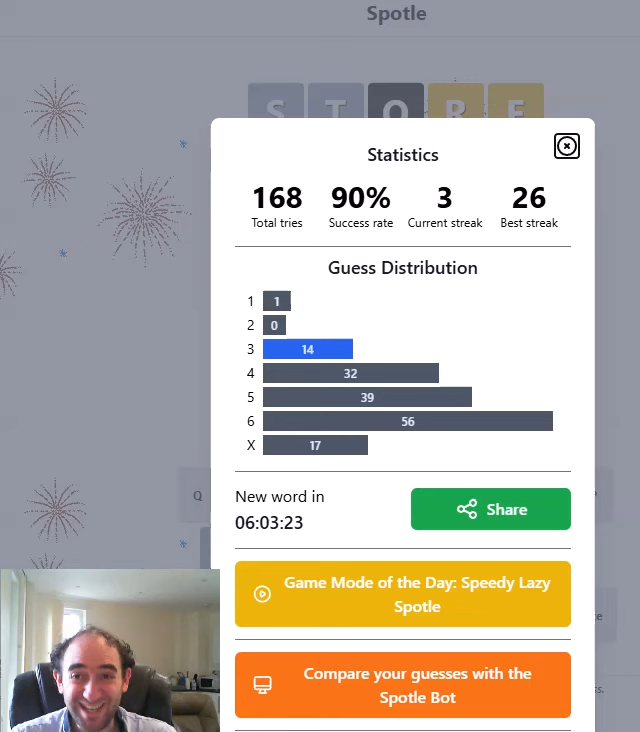 Spotle
S T O R E
Statistics
168 90% 3 26
Total tries Success rate Current streak Best streak
Guess Distribution
1 1
2 0
3 14
4 32
5 39
6 56
X 17
Q
New word in
06:03:23
Share
Game Mode of the Day: Speedy Lazy
Spotle
Compare your guesses with the
Spotle Bot